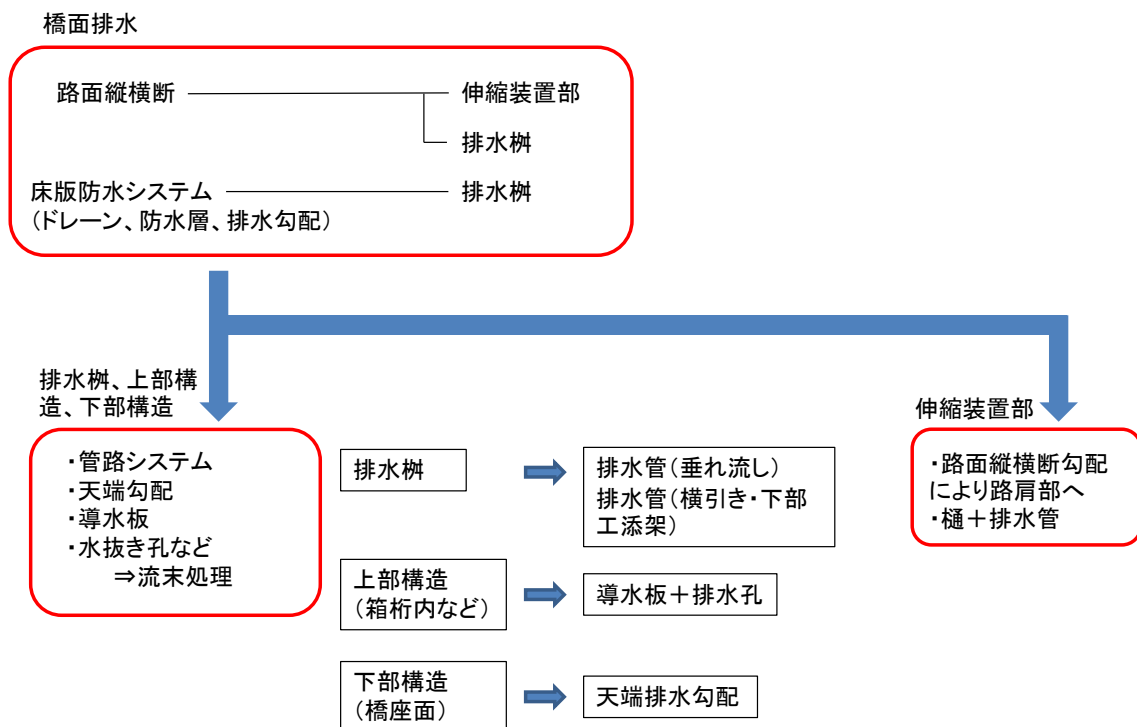 橋面排水
路面縦横断
伸縮装置部
排水桝
床版防水システム
(ドレーン、防水層、排水勾配)
排水桝
排水桝、上部構
造、下部構造
・管路システム
・天端勾配
・導水板
・水抜き孔など
⇒流末処理
排水桝
排水管(垂れ流し)
排水管(横引き・下部
工添架)
上部構造
(箱桁内など)
導水板+排水孔
下部構造
(橋座面)
天端排水勾配
伸縮装置部
・路面縦横断勾配
により路肩部へ
・樋+排水管